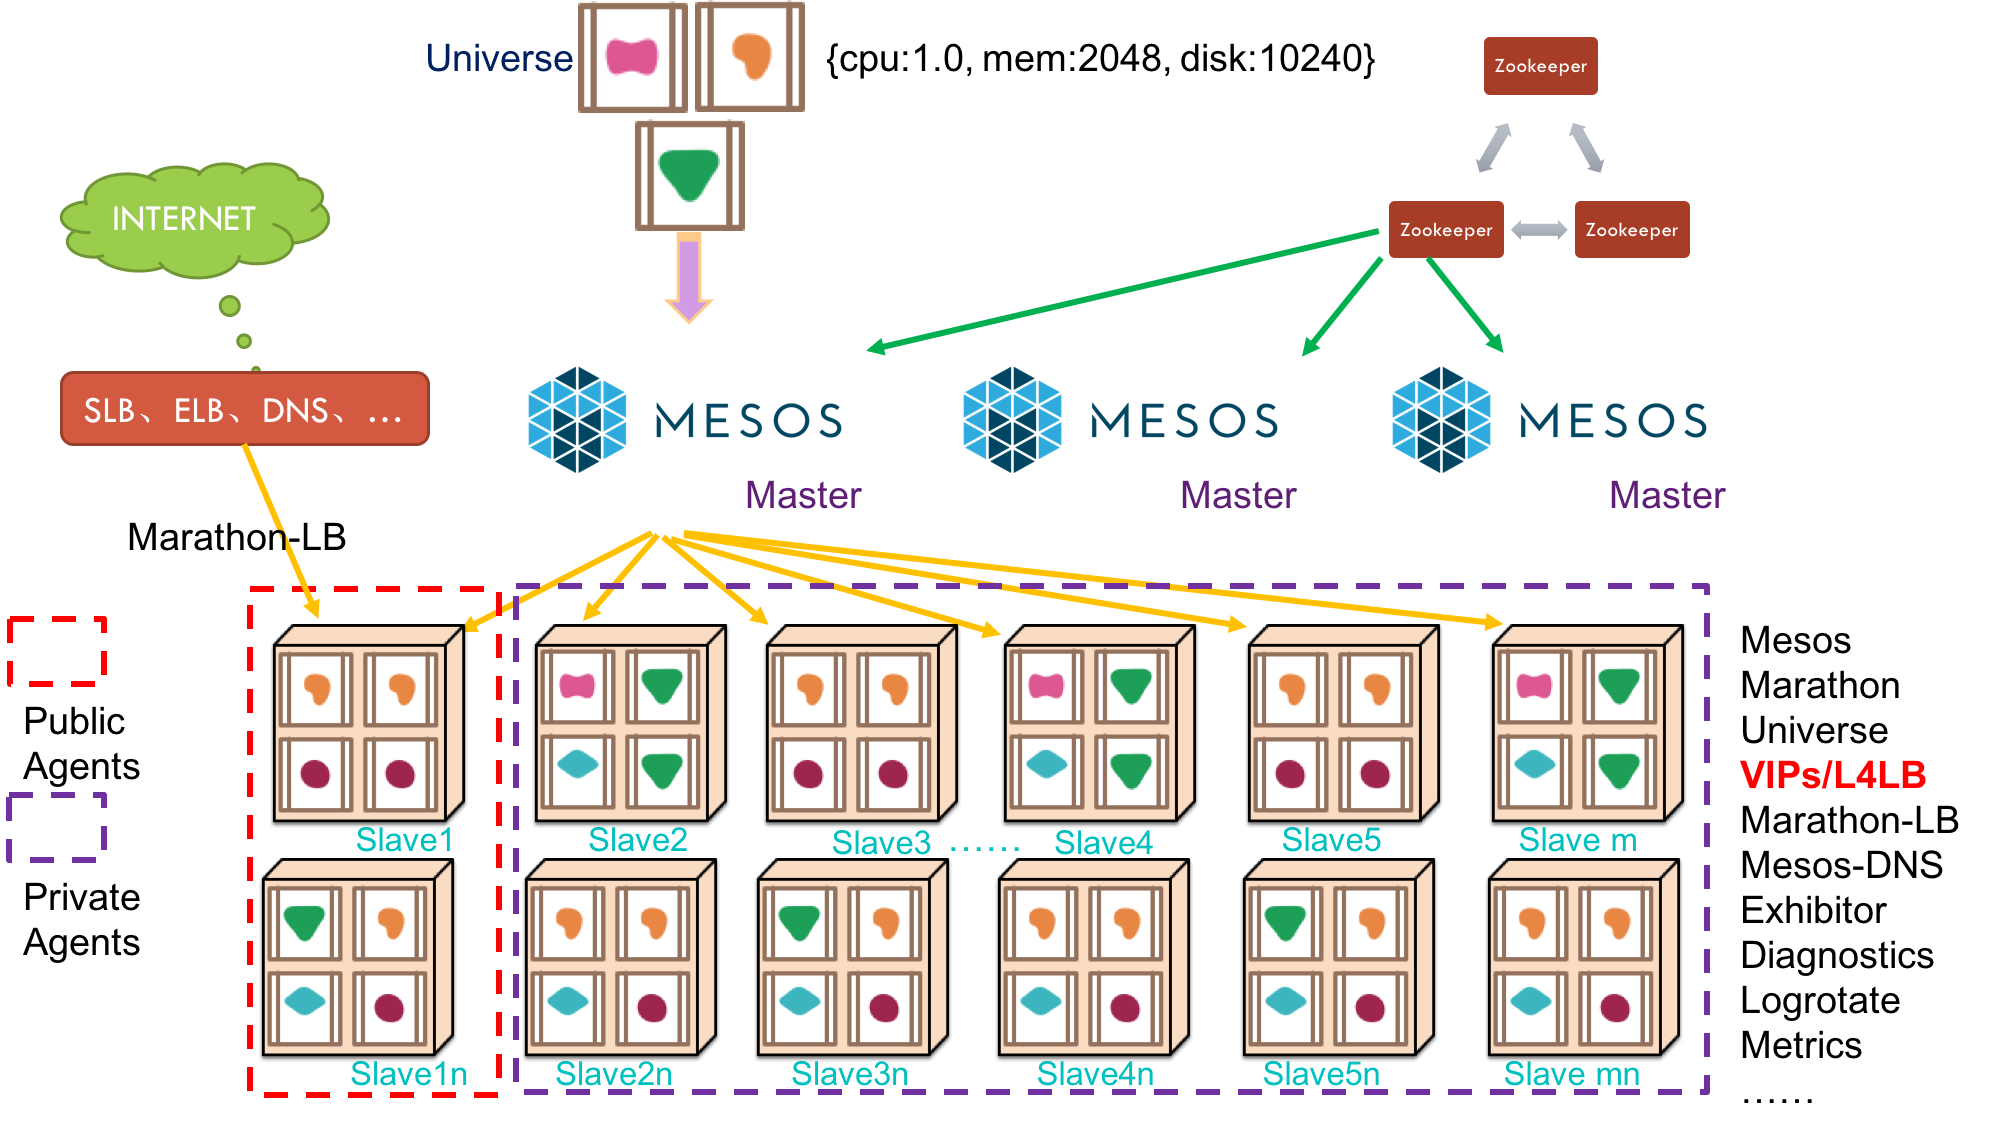 Universe
{cpu:1.0, mem:2048, disk:10240}
Zookeeper
Zookeeper
Zookeeper
INTERNET
SLB、ELB、DNS、...
MESOS
Master
MESOS
Master
MESOS
Master
Marathon-LB
Public
Agents
Private
Agents
Slave1
Slave2
Slave3
......
Slave4
Slave5
Slave m
Slave1n
Slave2n
Slave3n
Slave4n
Slave5n
Slave mn
Mesos
Marathon
Universe
VIPs/L4LB
Marathon-LB
Mesos-DNS
Exhibitor
Diagnostics
Logrotate
Metrics
......